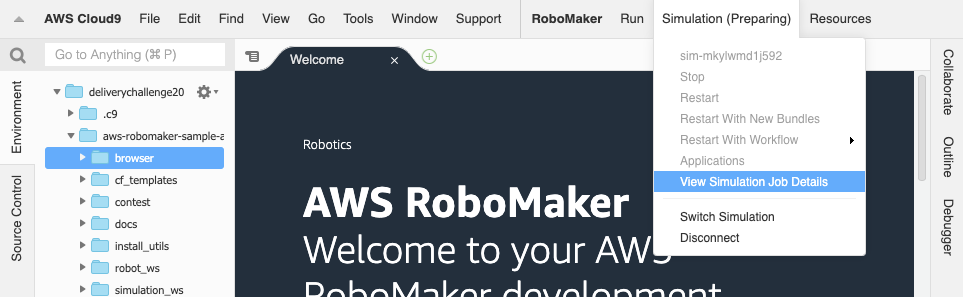 AWS Cloud9 File Edit Find View Go Tools Window Support RoboMaker Run Simulation (Preparing) Resources
Go to Anything (⌘ P)
Welcome
Environment
Source Control
deliverychallenge20
.c9
aws-robomaker-sample-a
browser
cf_templates
contest
docs
install_utils
robot_ws
simulation_ws
Robotics
AWS RoboMaker
Welcome to your AWS
RoboMaker development
sim-mkylwmd1j592
Stop
Restart
Restart With New Bundles
Restart With Workflow
Applications
View Simulation Job Details
Switch Simulation
Disconnect
Collaborate
Outline
Debugger